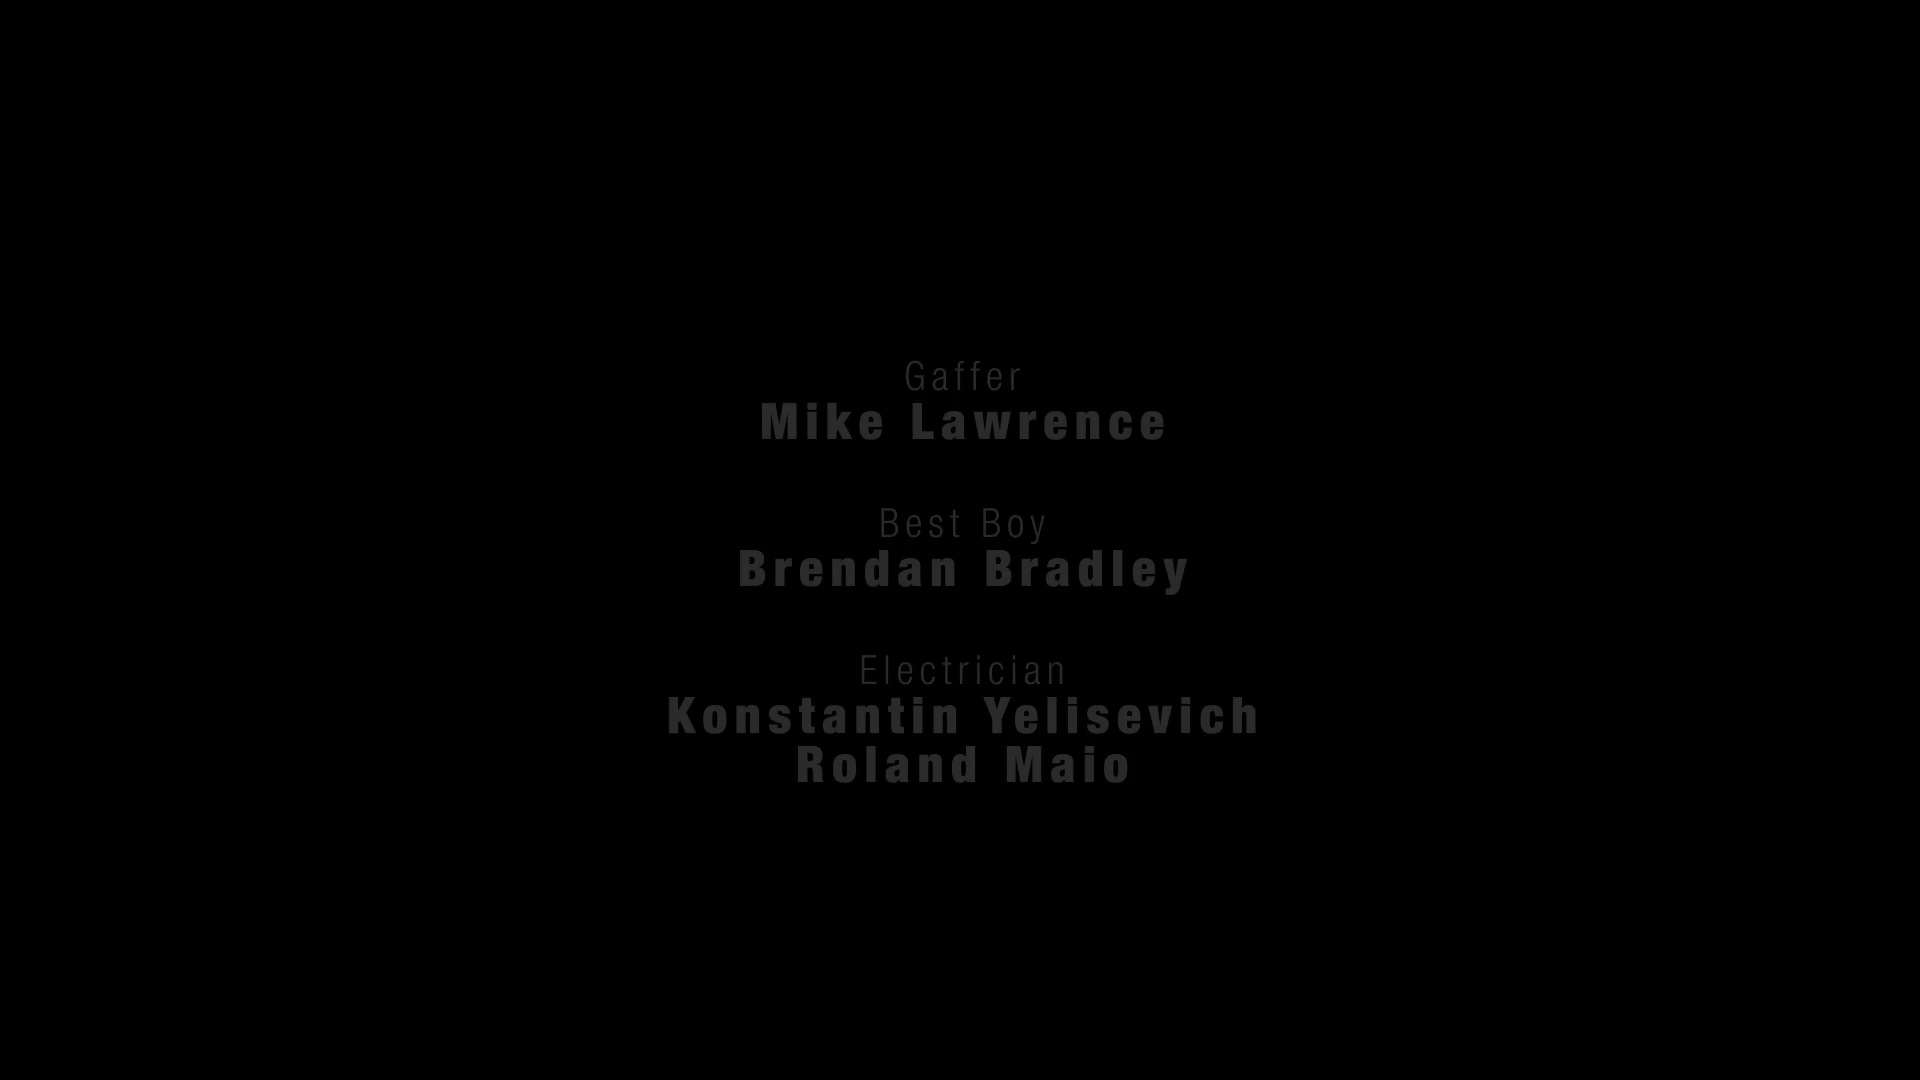 Gaffer
Mike Lawrence
Best Boy
Brendan Bradley
Electrician
Konstantin Yelisevich
Roland Maio